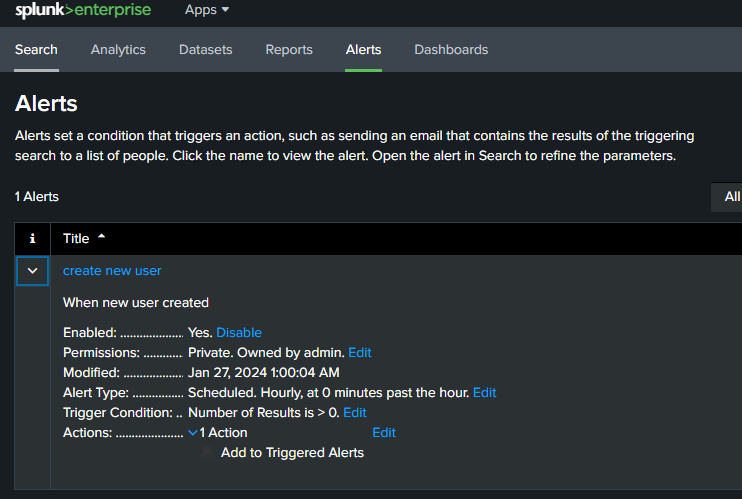 splunk>enterprise Apps
Search Analytics Datasets Reports Alerts Dashboards
Alerts
Alerts set a condition that triggers an action, such as sending an email that contains the results of the triggering
search to a list of people. Click the name to view the alert. Open the alert in Search to refine the parameters.
1 Alerts All
i Title
create new user
When new user created
Enabled: .................... Yes. Disable
Permissions: ............ Private. Owned by admin. Edit
Modified: ................... Jan 27, 2024 1:00:04 AM
Alert Type: ................ Scheduled. Hourly, at 0 minutes past the hour. Edit
Trigger Condition: .. Number of Results is > 0. Edit
Actions: ..................... 1 Action Edit
Add to Triggered Alerts